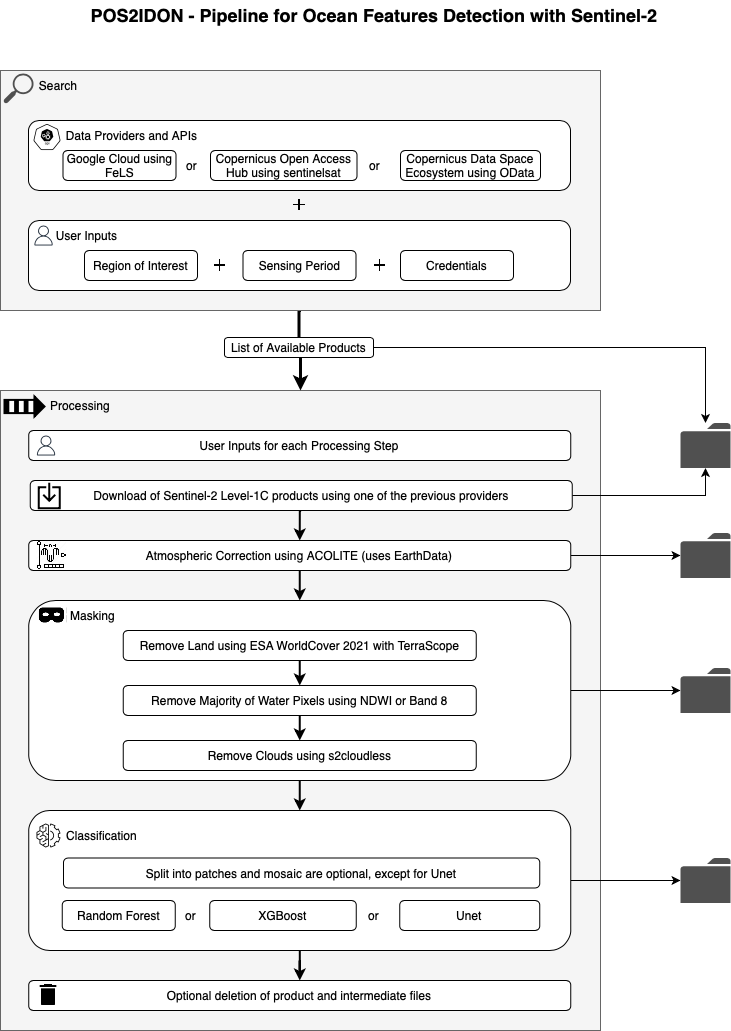 POS2IDON - Pipeline for Ocean Features Detection with Sentinel-2
Search
Data Providers and APIs
Google Cloud using
FeLS
or
Copernicus Open Access
Hub using sentinelsat
or
Copernicus Data Space
Ecosystem using OData
+
User Inputs
Region of Interest
+
Sensing Period
+
Credentials
List of Available Products
Processing
User Inputs for each Processing Step
Download of Sentinel-2 Level-1C products using one of the previous providers
Atmospheric Correction using ACOLITE (uses EarthData)
Masking
Remove Land using ESA WorldCover 2021 with TerraScope
Remove Majority of Water Pixels using NDWI or Band 8
Remove Clouds using s2cloudless
Classification
Split into patches and mosaic are optional, except for Unet
Random Forest
or
XGBoost
or
Unet
Optional deletion of product and intermediate files